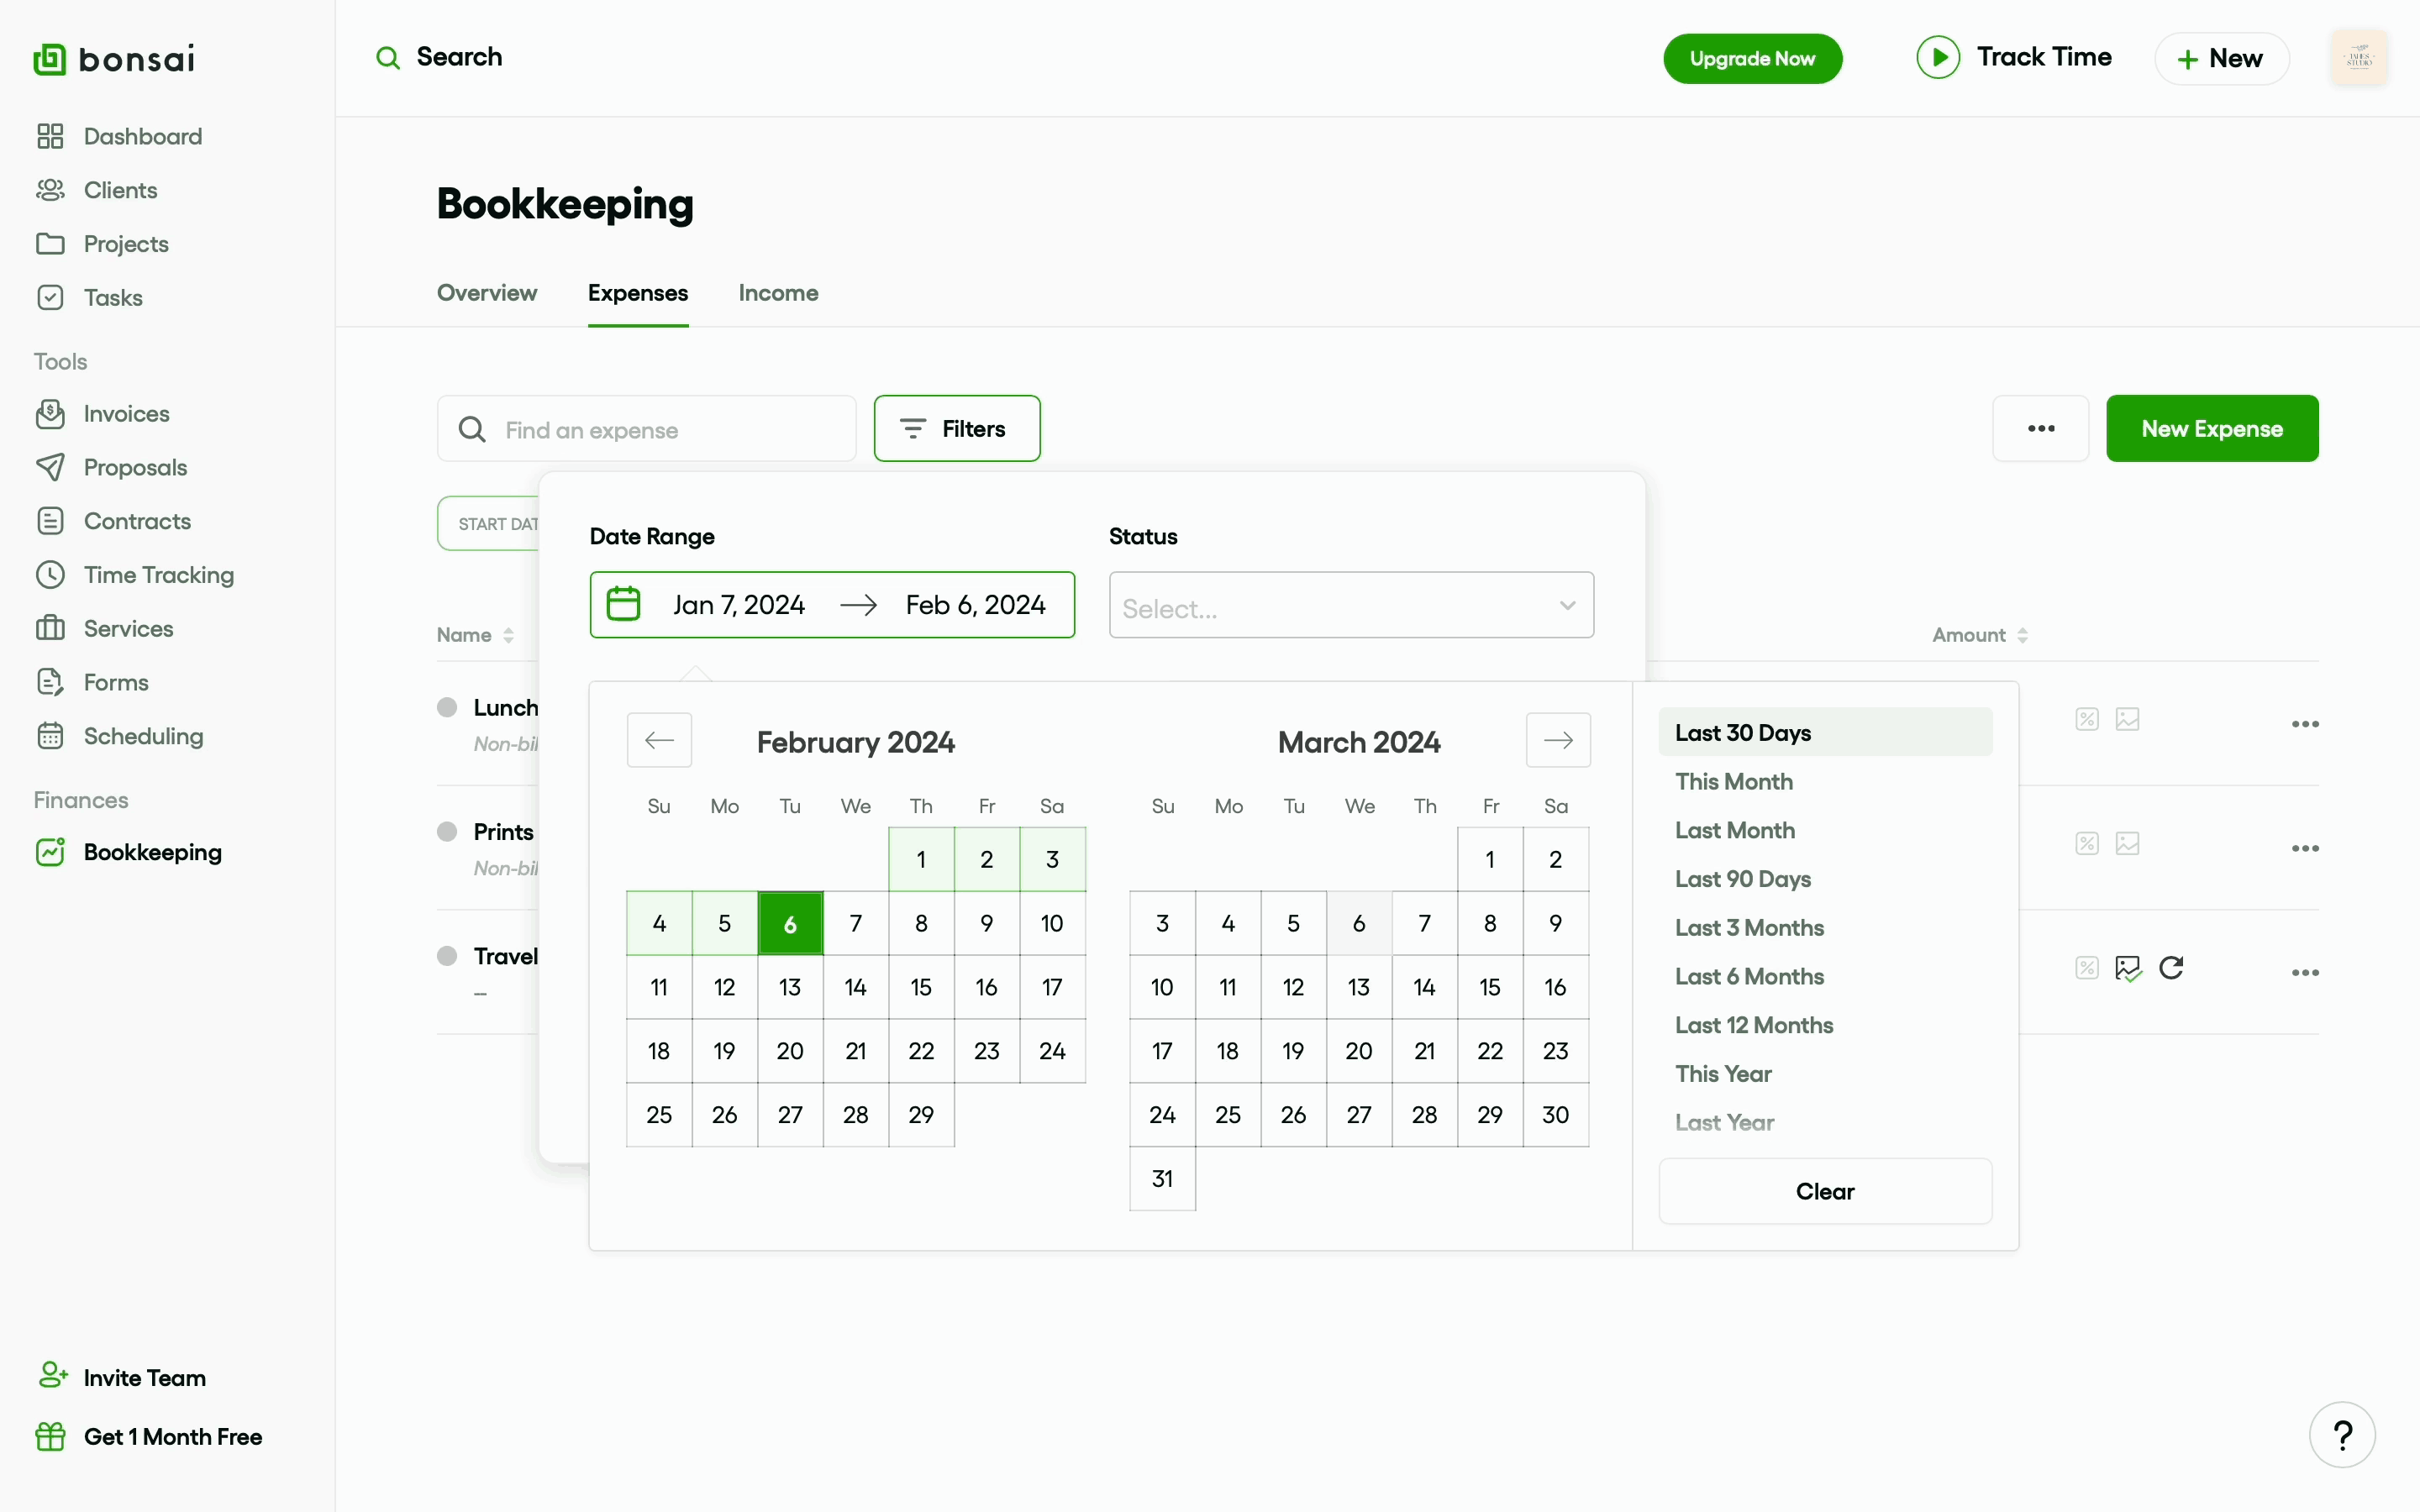 bonsai
Search
Upgrade Now
Track Time
New
JAMES
STUDIO
Dashboard
Clients
Projects
Tasks
Tools
Invoices
Proposals
Contracts
Time Tracking
Services
Forms
Scheduling
Finances
Bookkeeping
Invite Team
Get 1 Month Free
Bookkeeping
Overview Expenses Income
Find an expense
Filters
New Expense
START DAT
Date Range Status
Jan 7, 2024 → Feb 6, 2024
Select...
Name Amount
Lunch
Non-bil
Prints
Non-bil
Travel
—
February 2024
Su Mo Tu We Th Fr Sa
1 2 3
4 5 6 7 8 9 10
11 12 13 14 15 16 17
18 19 20 21 22 23 24
25 26 27 28 29
March 2024
Su Mo Tu We Th Fr Sa
1 2
3 4 5 6 7 8 9
10 11 12 13 14 15 16
17 18 19 20 21 22 23
24 25 26 27 28 29 30
31
Last 30 Days
This Month
Last Month
Last 90 Days
Last 3 Months
Last 6 Months
Last 12 Months
This Year
Last Year
Clear
?